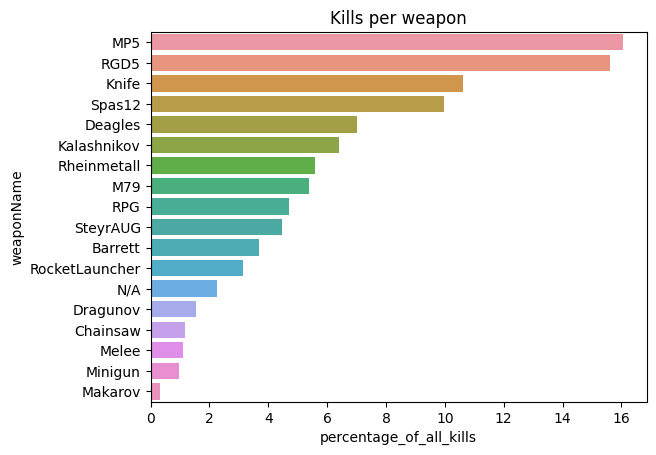 Kills per weapon
weaponName
MP5
RGD5
Knife
Spas12
Deagles
Kalashnikov
Rheinmetall
M79
RPG
SteyrAUG
Barrett
RocketLauncher
N/A
Dragunov
Chainsaw
Melee
Minigun
Makarov
0 2 4 6 8 10 12 14 16
percentage_of_all_kills